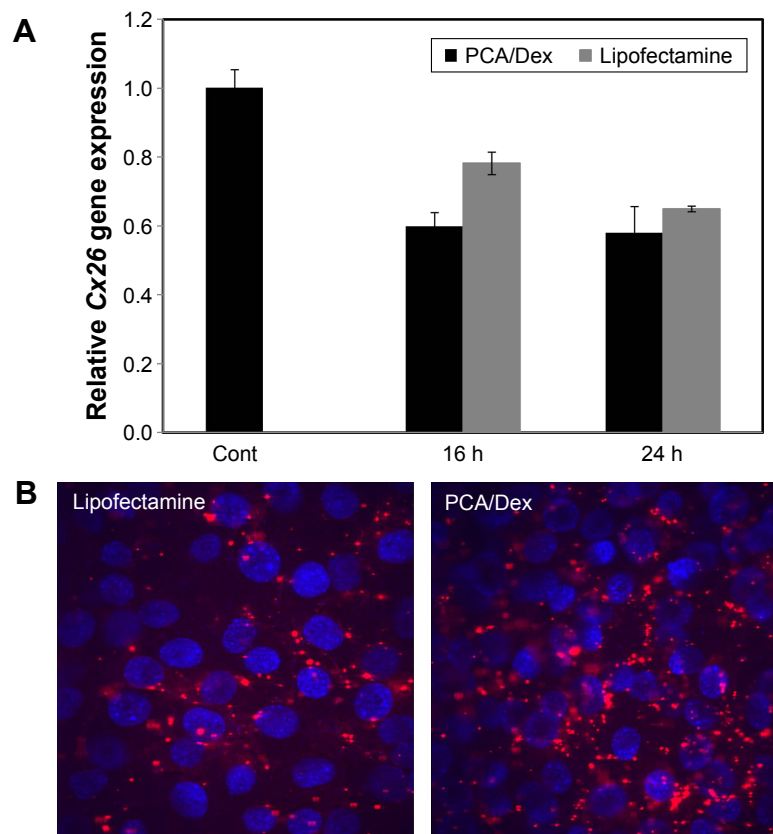 A
Relative Cx26 gene expression
1.2
1.0
0.8
0.6
0.4
0.2
0.0
PCA/Dex Lipofectamine
Cont 16 h 24 h
B
Lipofectamine
PCA/Dex